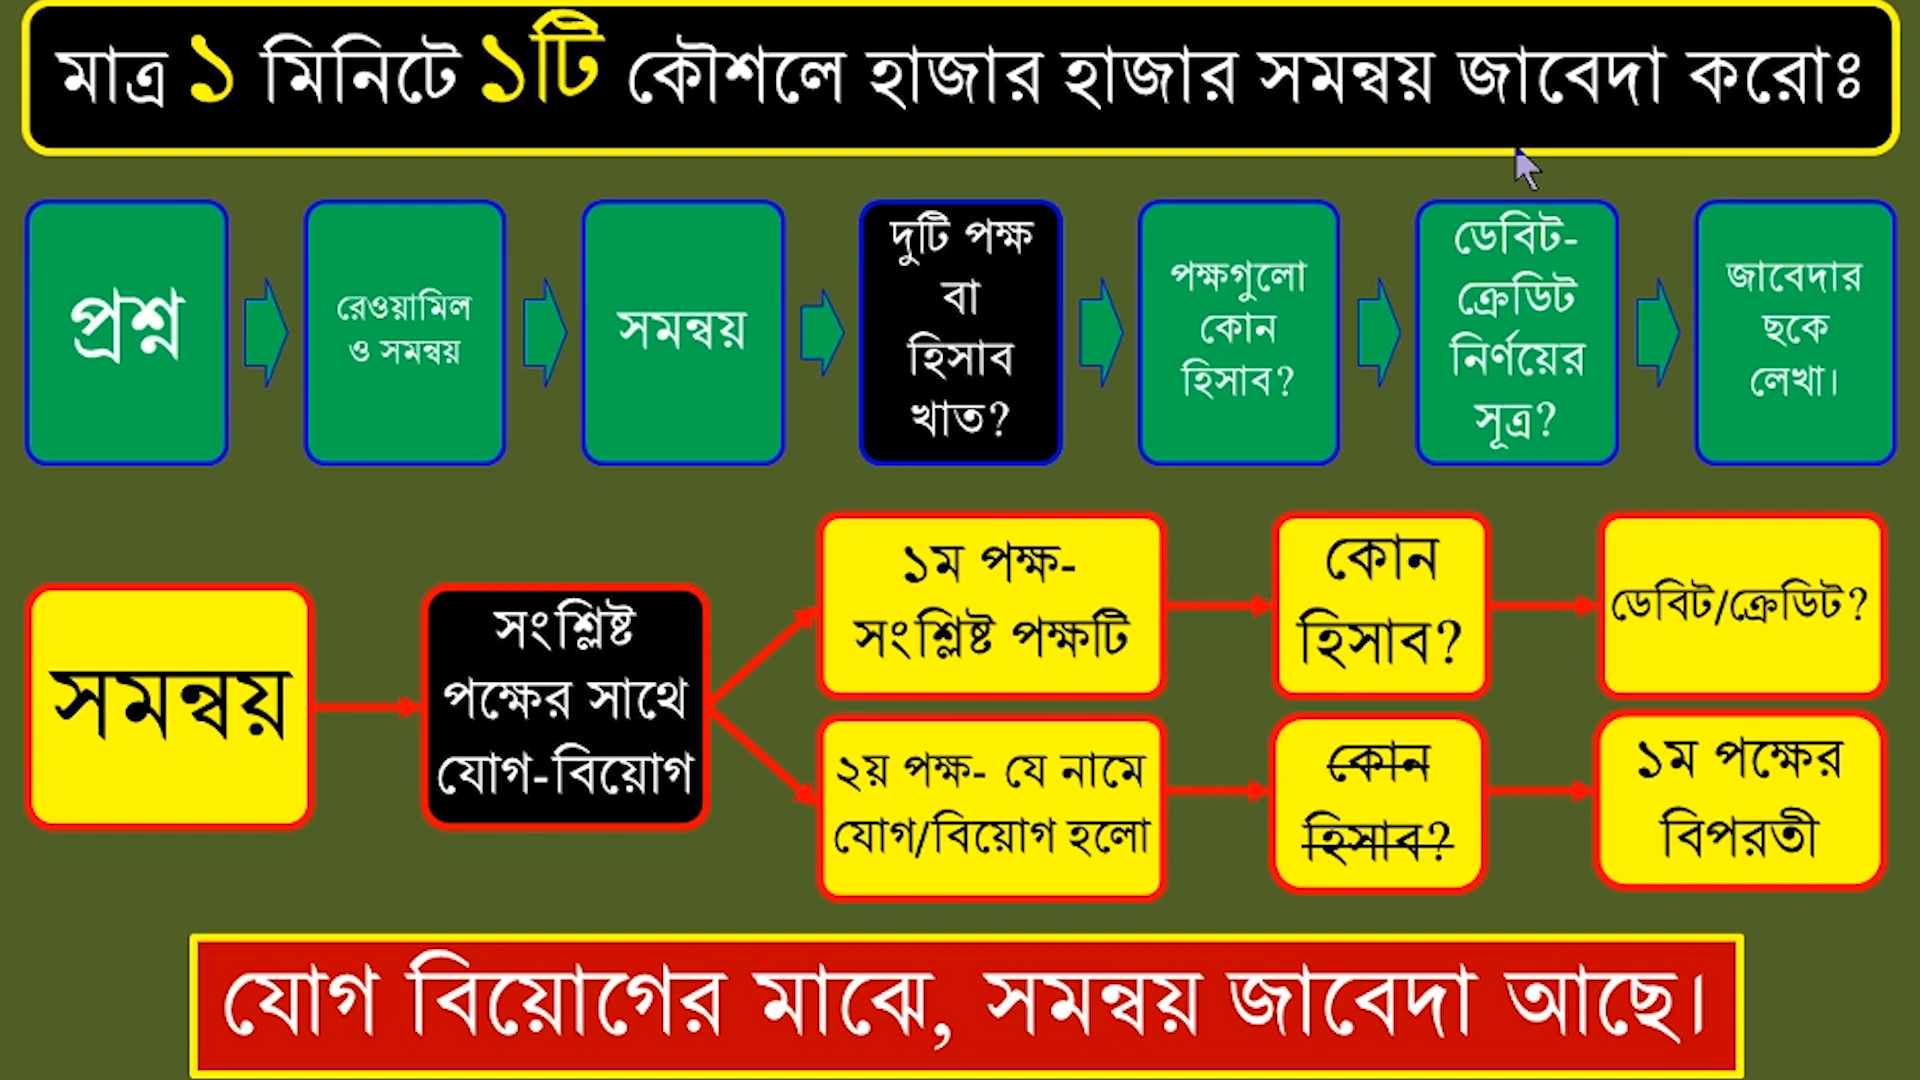 মাত্র ১ মিনিটে ১টি কৌশলে হাজার হাজার সমন্বয় জাবেদা করোঃ
প্রশ্ন
রেওয়ামিল
ও সমন্বয়
সমন্বয়
দুটি পক্ষ
বা
হিসাব
খাত?
পক্ষগুলো
কোন
হিসাব?
ডেবিট-
ক্রেডিট
নির্ণয়ের
সূত্র?
জাবেদার
ছকে
লেখা।
সমন্বয়
সংশ্লিষ্ট
পক্ষের সাথে
যোগ-বিয়োগ
১ম পক্ষ-
সংশ্লিষ্ট পক্ষটি
কোন
হিসাব?
ডেবিট/ক্রেডিট?
২য় পক্ষ- যে নামে
যোগ/বিয়োগ হলো
কোন
হিসাব?
১ম পক্ষের
বিপরতী
যোগ বিয়োগের মাঝে, সমন্বয় জাবেদা আছে।